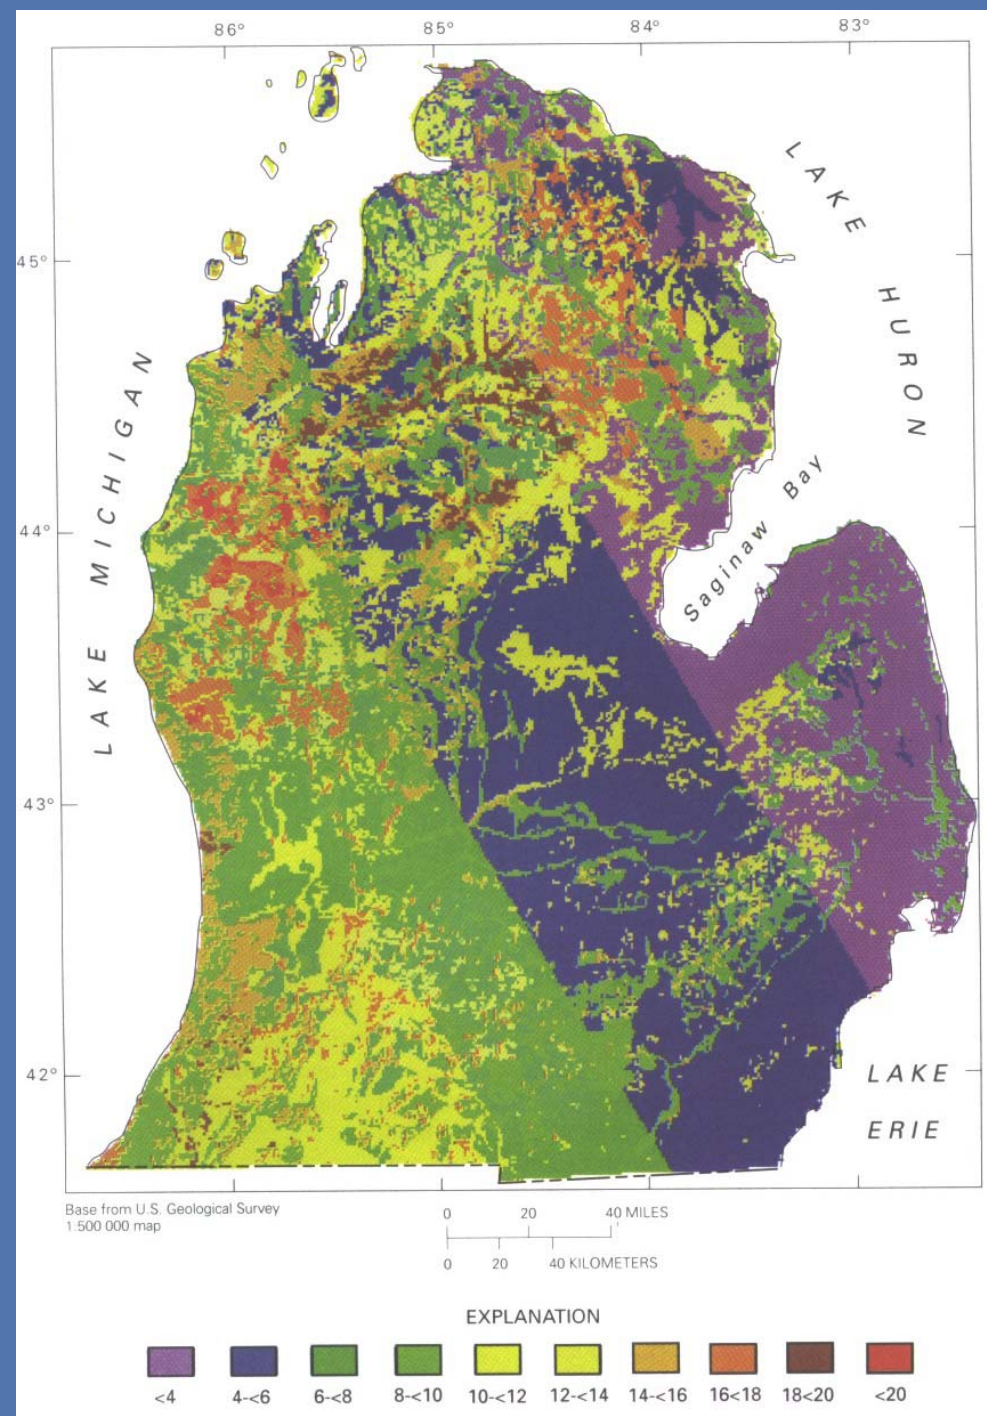 86° 85° 84° 83°
LAKE HURON
45°
LAKE MICHIGAN
Saginaw Bay
44°
43°
42°
LAKE
ERIE
Base from U.S. Geological Survey
1:500 000 map
0 20 40 MILES
0 20 40 KILOMETERS
EXPLANATION
<4 4-<6 6-<8 8-<10 10-<12 12-<14 14-<16 16<18 18<20 <20